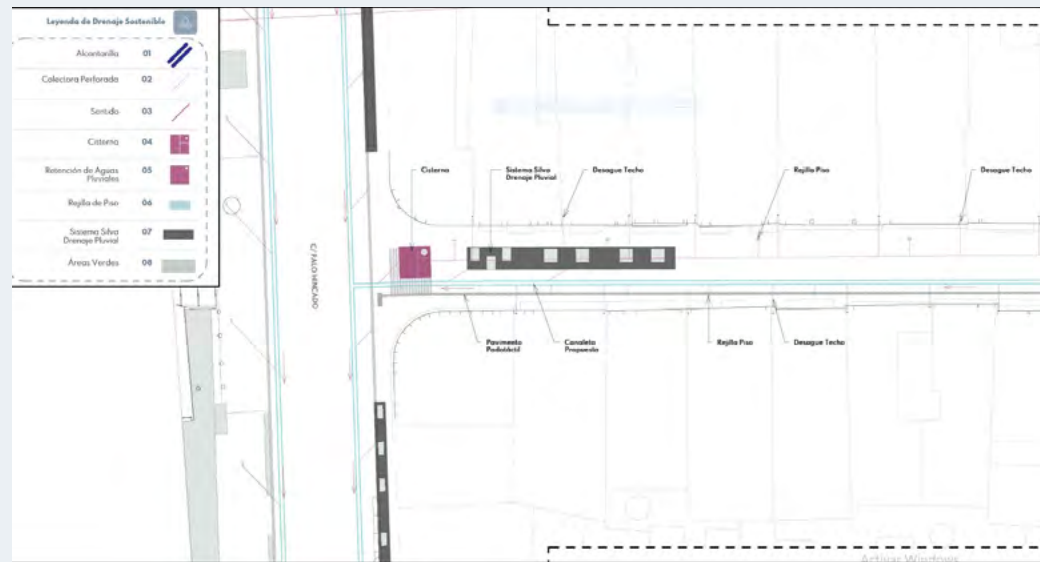 Leyenda de Drenaje Sostenible
Alcantarilla 01
Colectora Perforada 02
Sentido 03
Cisterna 04
Retención de Aguas
Pluviales 05
Rejilla de Piso 06
Sistema Silva
Drenaje Pluvial 07
Áreas Verdes 08
Cisterna
Sistema Silva
Drenaje Pluvial
Desague Techo
Rejilla Piso
Desague Techo
C/ PALO HINCADO
Pavimento
Podotáctil
Canaleta
Propuesta
Rejilla Piso
Desague Techo
Activar Windows